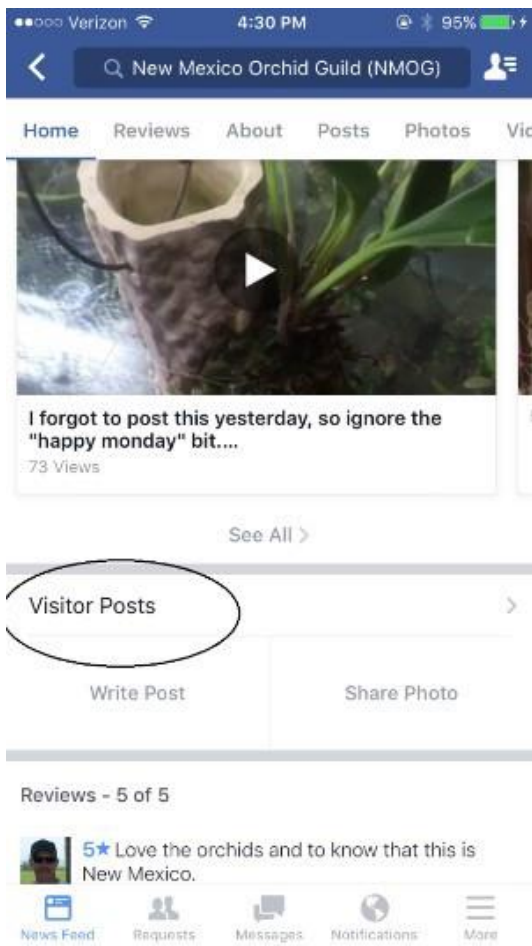 Verizon 4:30 PM 95%
New Mexico Orchid Guild (NMOG)
Home Reviews About Posts Photos Vid
I forgot to post this yesterday, so ignore the
"happy monday" bit....
73 Views
See All >
Visitor Posts >
Write Post Share Photo
Reviews - 5 of 5
5★ Love the orchids and to know that this is
New Mexico.
News Feed Requests Messages Notifications More